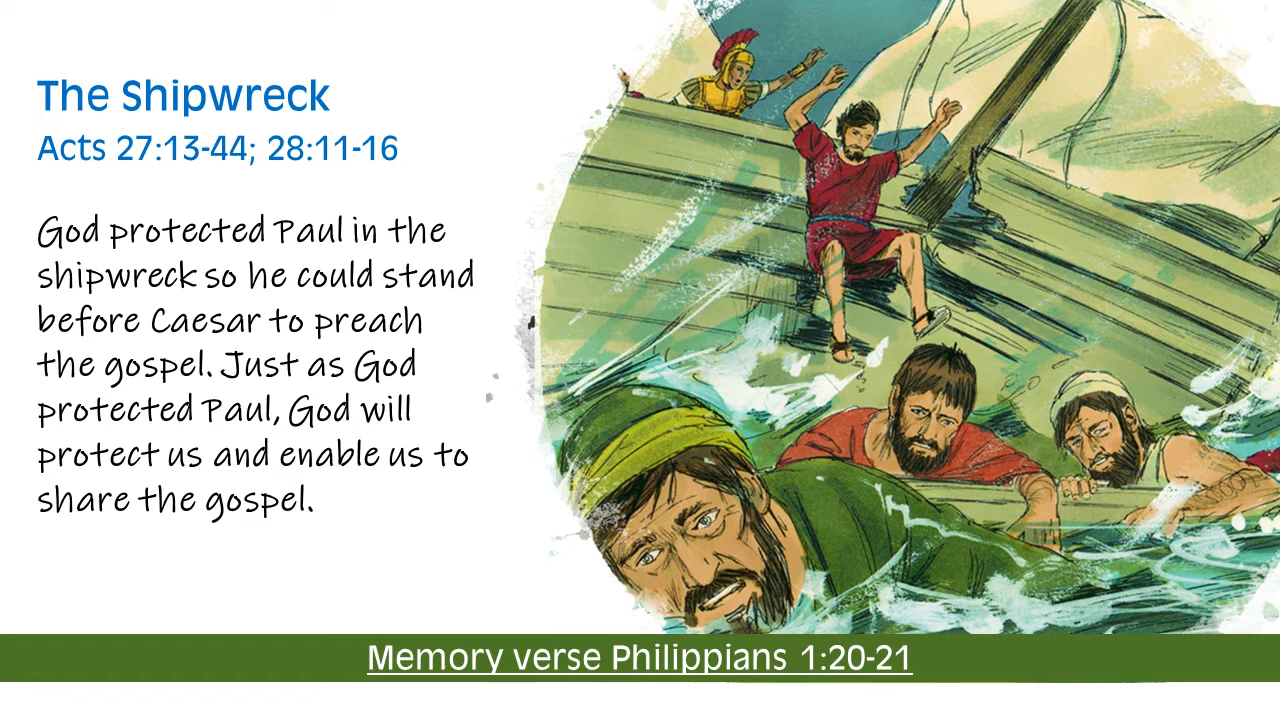 The Shipwreck
Acts 27:13-44; 28:11-16
God protected Paul in the
shipwreck so he could stand
before Caesar to preach
the gospel. Just as God
protected Paul, God will
protect us and enable us to
share the gospel.
Memory verse Philippians 1:20-21